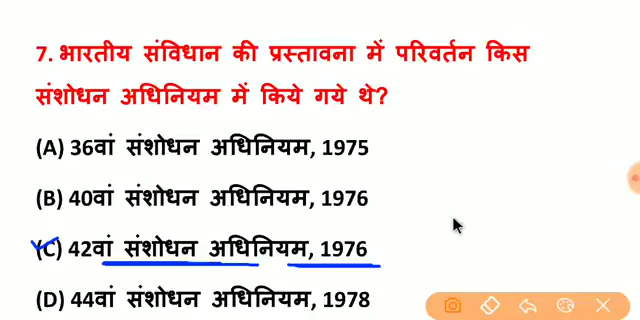 7. भारतीय संविधान की प्रस्तावना में परिवर्तन किस
संशोधन अधिनियम में किये गये थे?
(A) 36वां संशोधन अधिनियम, 1975
(B) 40वां संशोधन अधिनियम, 1976
(C) 42वां संशोधन अधिनियम, 1976
(D) 44वां संशोधन अधिनियम, 1978